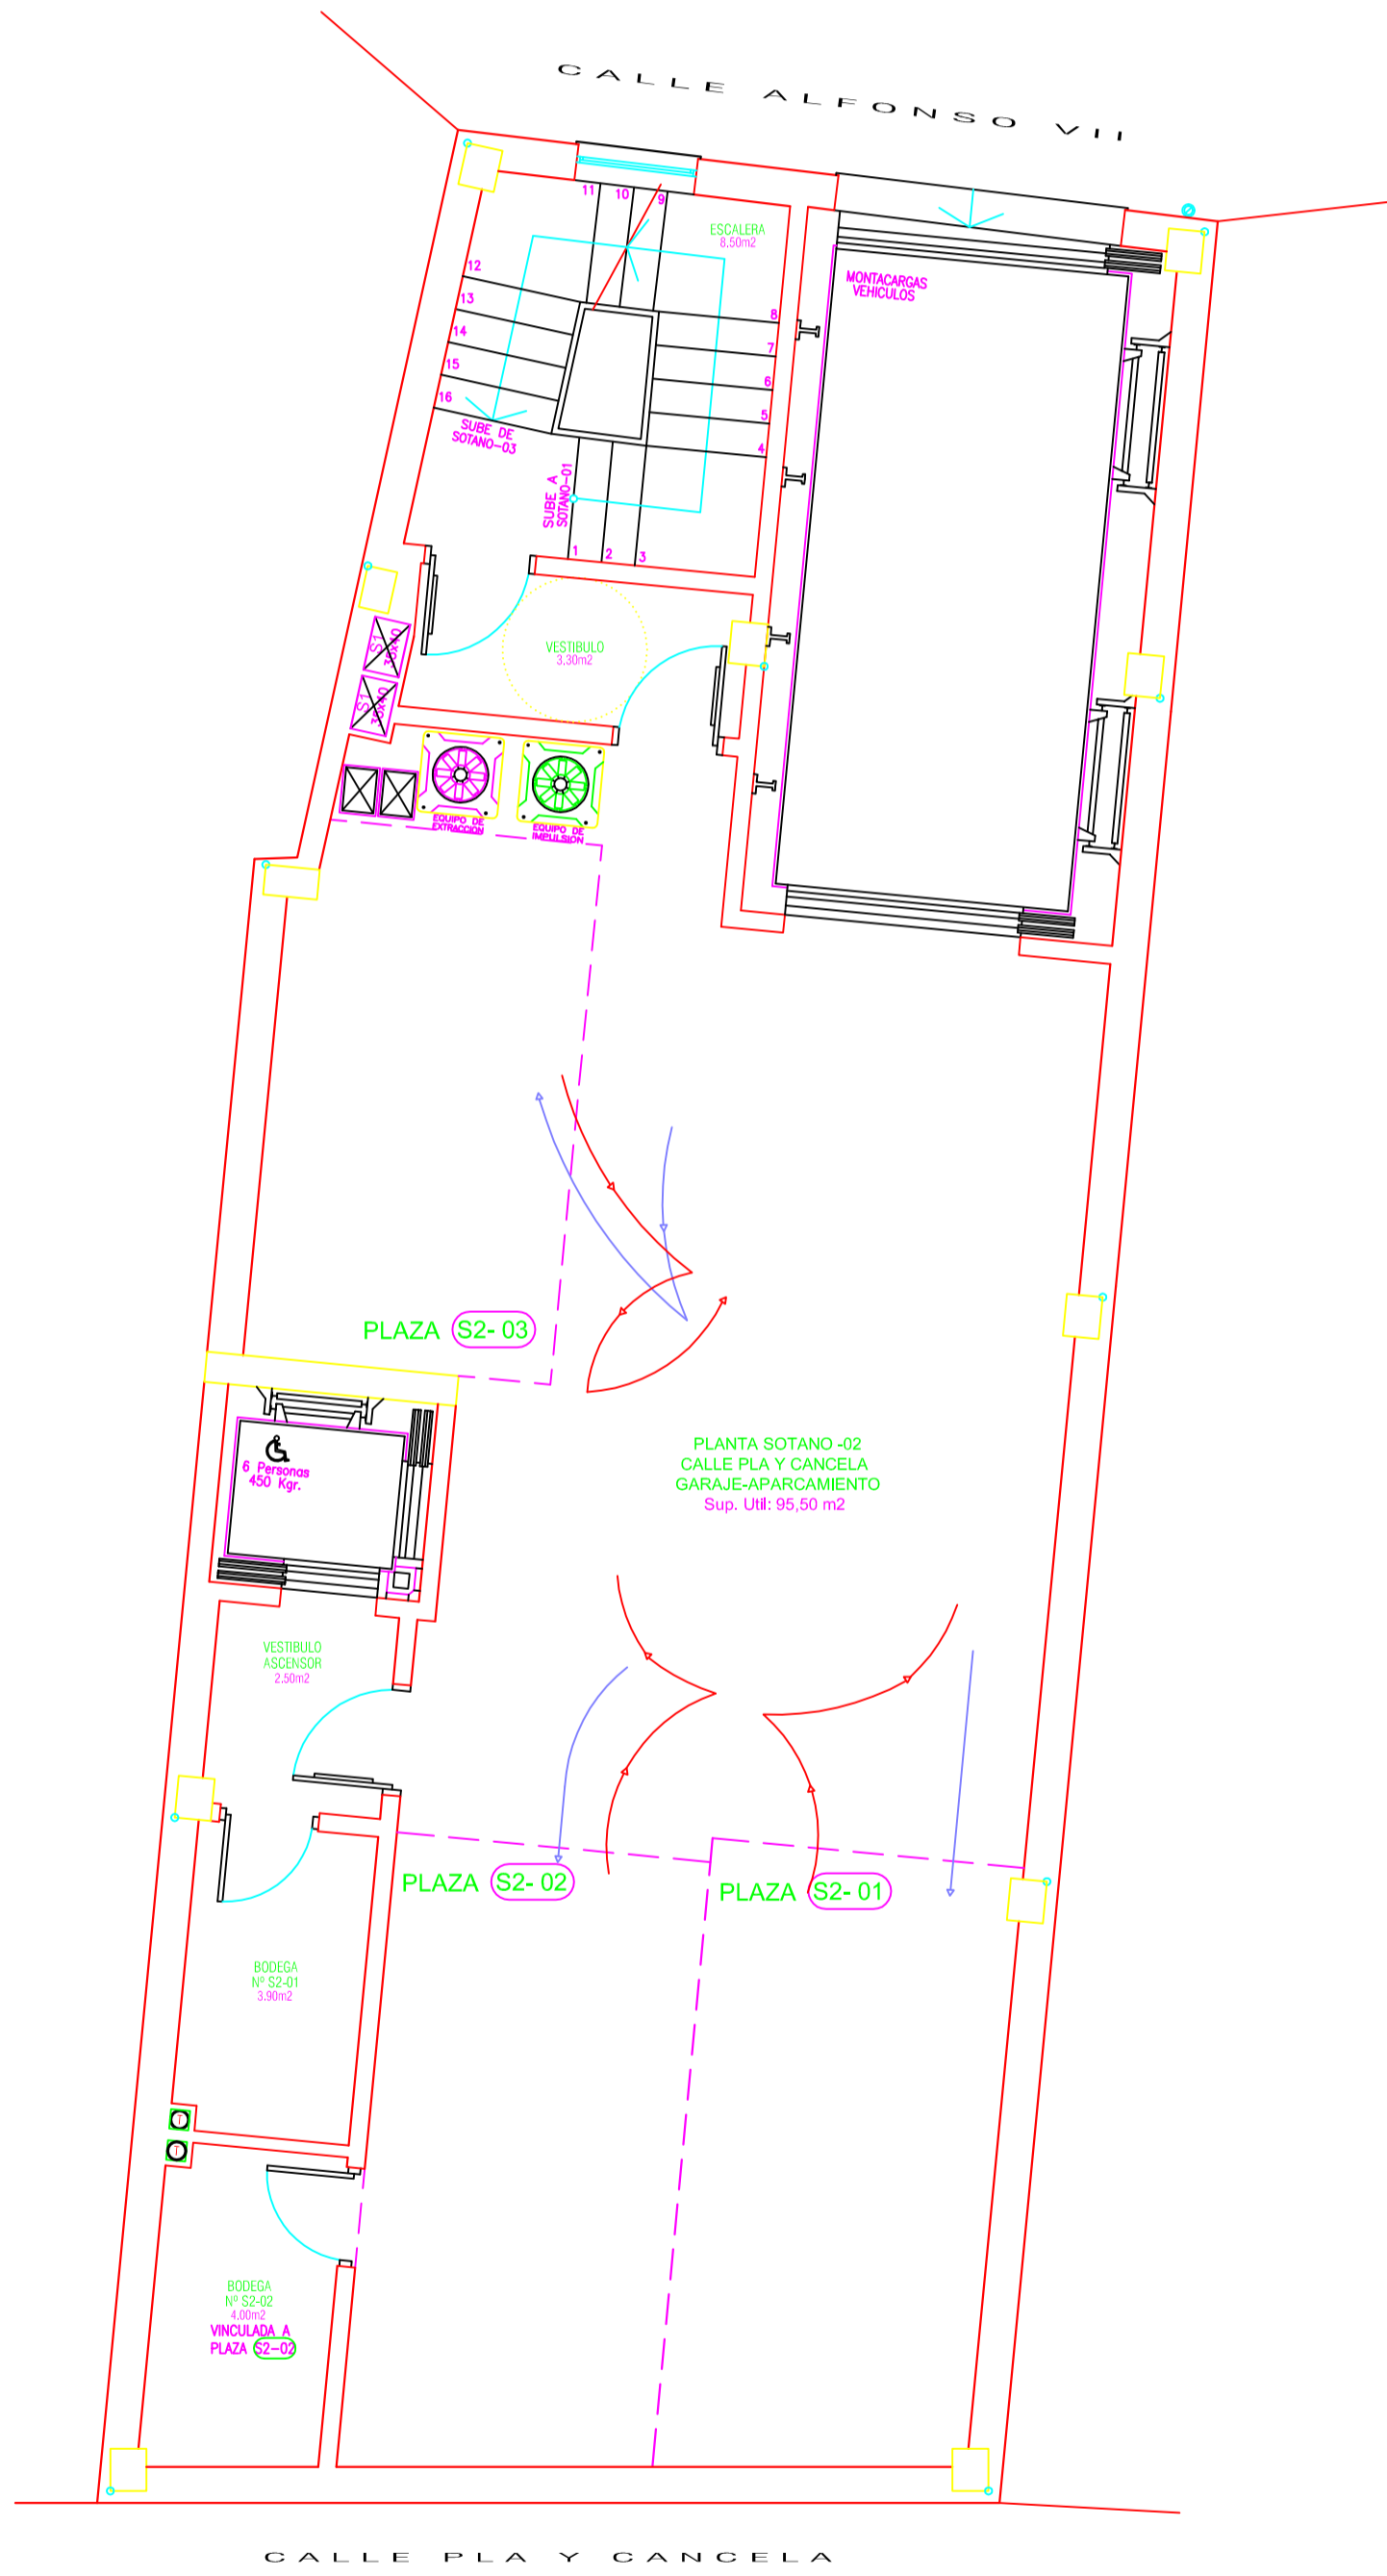 CALLE ALFONSO VII
11
10
9
ESCALERA
8.50m2
12
13
14
15
16
8
7
6
5
4
MONTACARGAS
VEHICULOS
SUBE DE
SOTANO-03
SUBE A
SOTANO-01
1
2
3
VESTIBULO
3.30m2
S1
35x40
S1
35x40
EQUIPO DE
EXTRACCION
EQUIPO DE
IMPULSION
PLAZA S2- 03
6 Personas
450 Kgr.
PLANTA SOTANO -02
CALLE PLA Y CANCELA
GARAJE-APARCAMIENTO
Sup. Util: 95,50 m2
VESTIBULO
ASCENSOR
2.50m2
PLAZA S2- 02
PLAZA S2- 01
BODEGA
Nº S2-01
3.90m2
T
T
BODEGA
Nº S2-02
4.00m2
VINCULADA A
PLAZA S2-02
CALLE PLA Y CANCELA